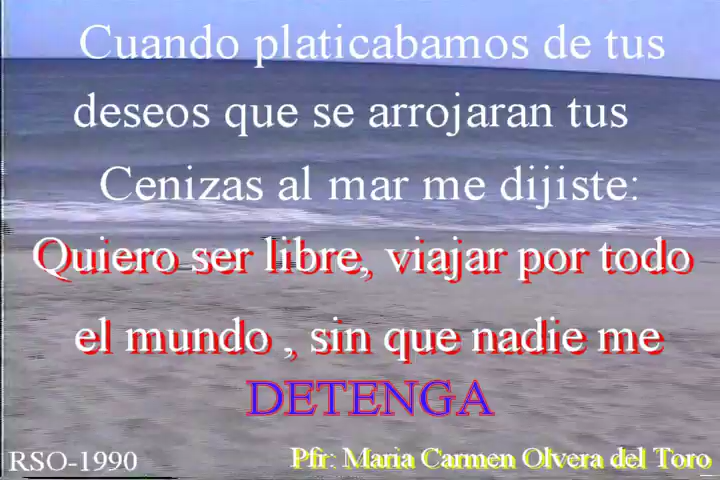 Cuando platicabamos de tus
deseos que se arrojaran tus
Cenizas al mar me dijiste:
Quiero ser libre, viajar por todo
el mundo , sin que nadie me
DETENGA
RSO-1990
Pfr: Maria Carmen Olvera del Toro